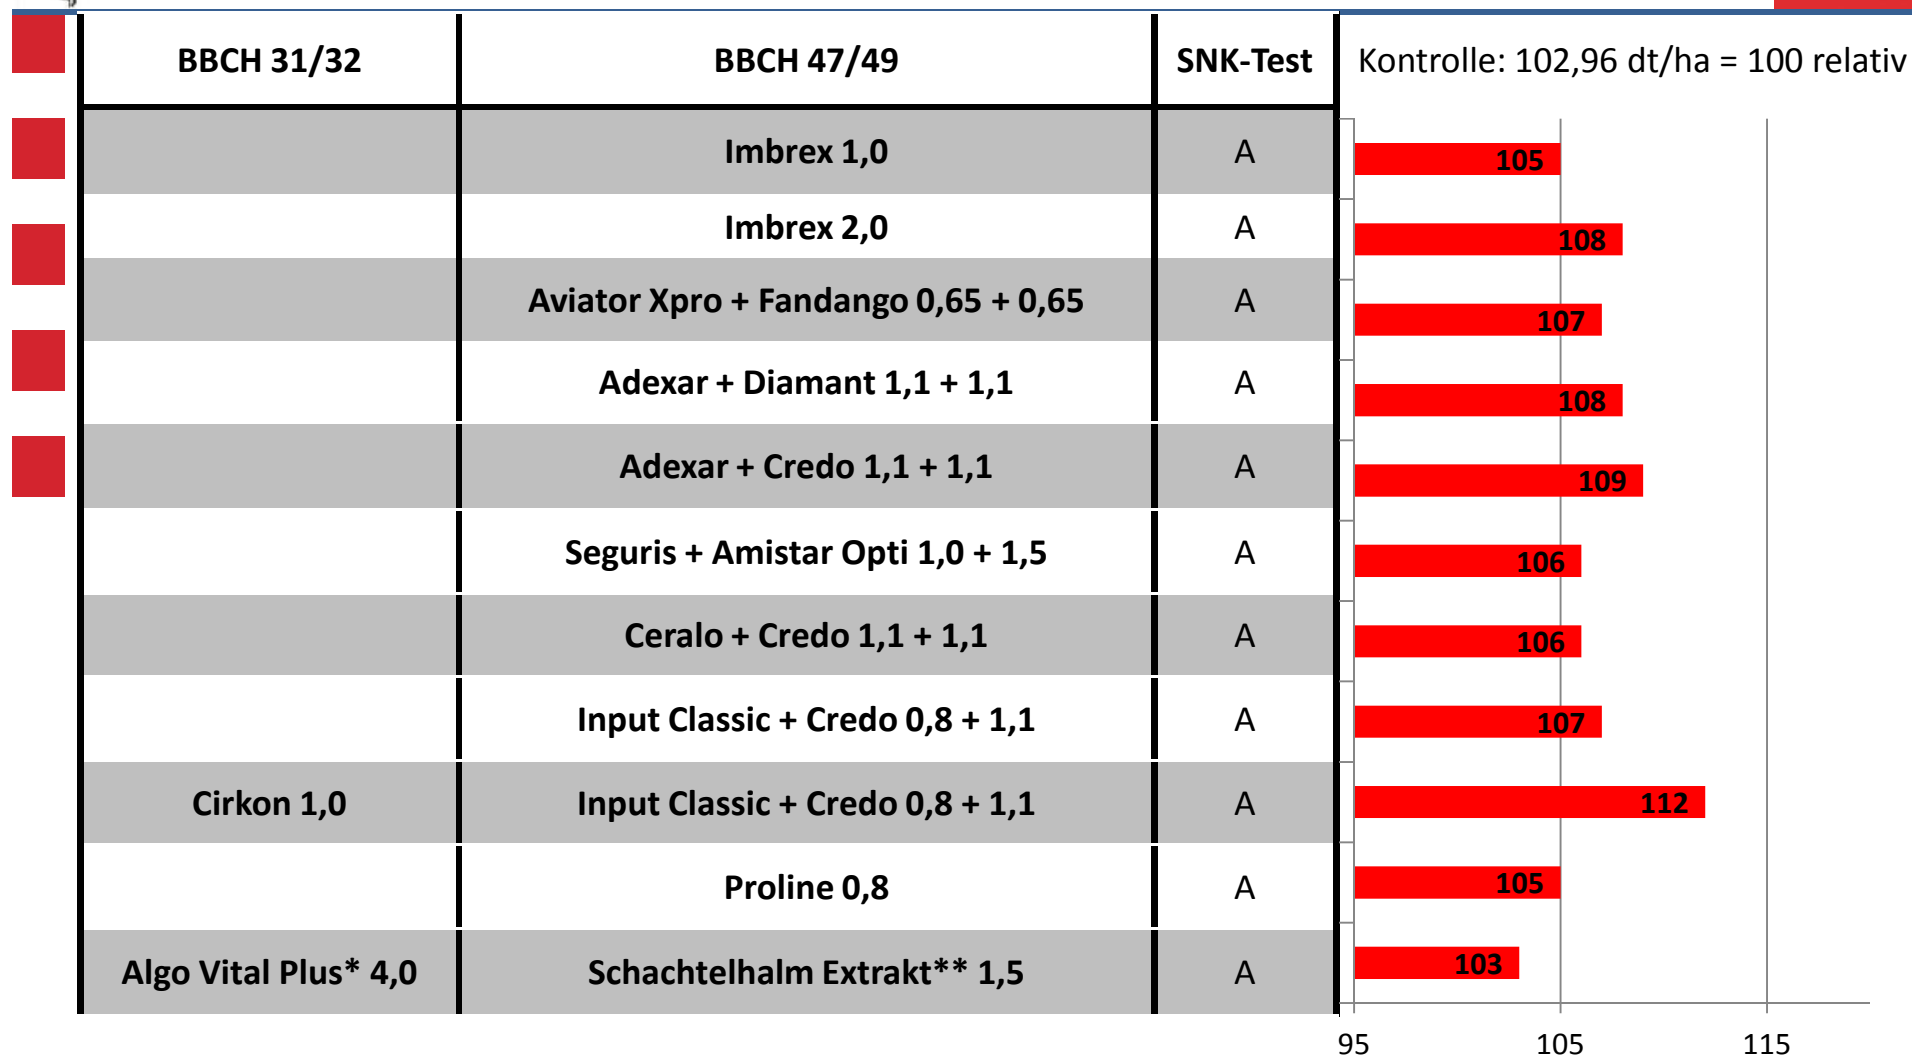 BBCH 31/32 BBCH 47/49 SNK-Test Kontrolle: 102,96 dt/ha = 100 relativ
Imbrex 1,0 A 105
Imbrex 2,0 A 108
Aviator Xpro + Fandango 0,65 + 0,65 A 107
Adexar + Diamant 1,1 + 1,1 A 108
Adexar + Credo 1,1 + 1,1 A 109
Seguris + Amistar Opti 1,0 + 1,5 A 106
Ceralo + Credo 1,1 + 1,1 A 106
Input Classic + Credo 0,8 + 1,1 A 107
Cirkon 1,0 Input Classic + Credo 0,8 + 1,1 A 112
Proline 0,8 A 105
Algo Vital Plus* 4,0 Schachtelhalm Extrakt** 1,5 A 103
95 105 115